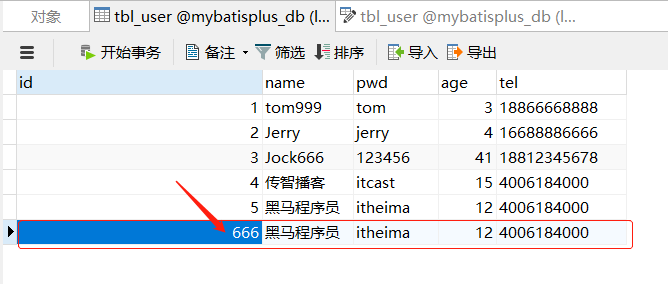 对象 tbl_user @mybatisplus_db (l... tbl_user @mybatisplus_db (l...
开始事务 备注 筛选 排序 导入 导出
id name pwd age tel
1 tom999 tom 3 18866668888
2 Jerry jerry 4 16688886666
3 Jock666 123456 41 18812345678
4 传智播客 itcast 15 4006184000
5 黑马程序员 itheima 12 4006184000
666 黑马程序员 itheima 12 4006184000